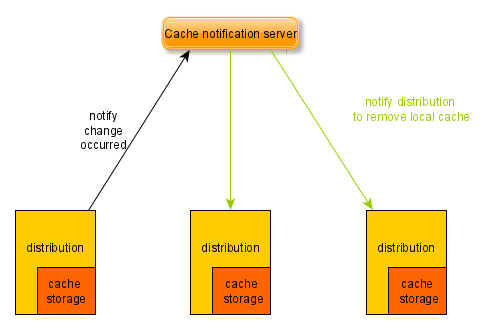 Cache notification server
notify
change
occurred
notify distribution
to remove local cache
distribution
cache
storage
distribution
cache
storage
distribution
cache
storage